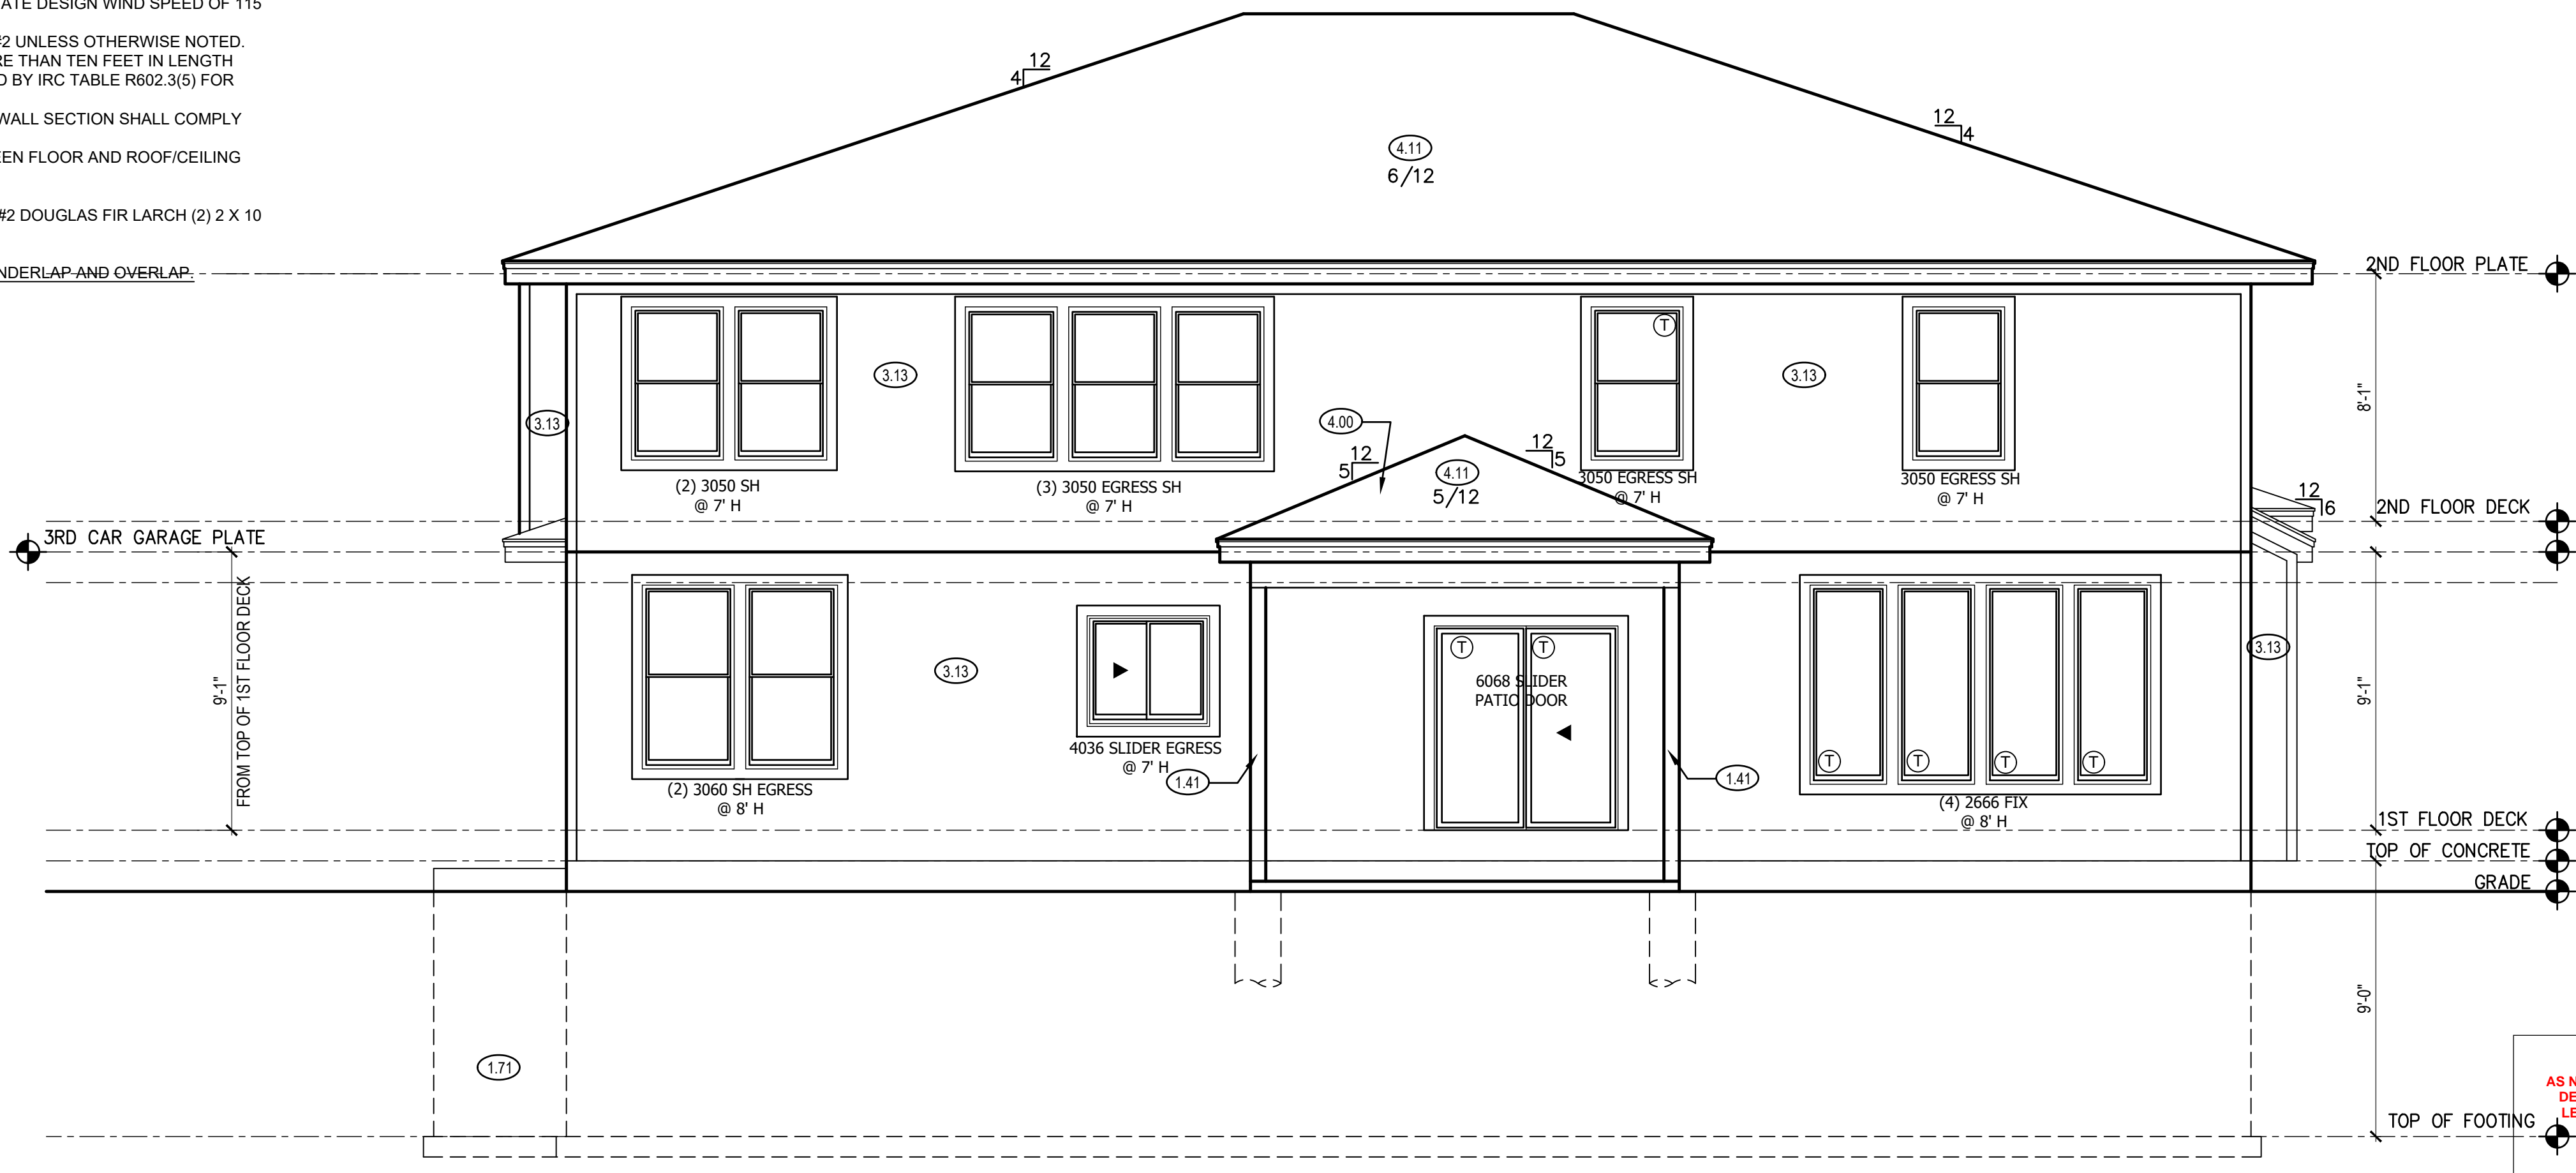 ATE DESIGN WIND SPEED OF 115
#2 UNLESS OTHERWISE NOTED.
RE THAN TEN FEET IN LENGTH
D BY IRC TABLE R602.3(5) FOR
WALL SECTION SHALL COMPLY
EEN FLOOR AND ROOF/CEILING
#2 DOUGLAS FIR LARCH (2) 2 X 10
NDERLAP AND OVERLAP.
12
4
12
4
4.11
6/12
2ND FLOOR PLATE
T
3.13
3.13
8'-1"
3.13
4.00
(2) 3050 SH
@ 7' H
(3) 3050 EGRESS SH
@ 7' H
12
5
12
5
4.11
5/12
3050 EGRESS SH
@ 7' H
3050 EGRESS SH
@ 7' H
12
6
2ND FLOOR DECK
3RD CAR GARAGE PLATE
9'-1"
FROM TOP OF 1ST FLOOR DECK
3.13
T
T
6068 SLIDER
PATIO DOOR
3.13
9'-1"
4036 SLIDER EGRESS
@ 7' H
1.41
1.41
T
T
T
T
(2) 3060 SH EGRESS
@ 8' H
(4) 2666 FIX
@ 8' H
1ST FLOOR DECK
TOP OF CONCRETE
GRADE
9'-0"
1.71
AS N
DE
LE
TOP OF FOOTING